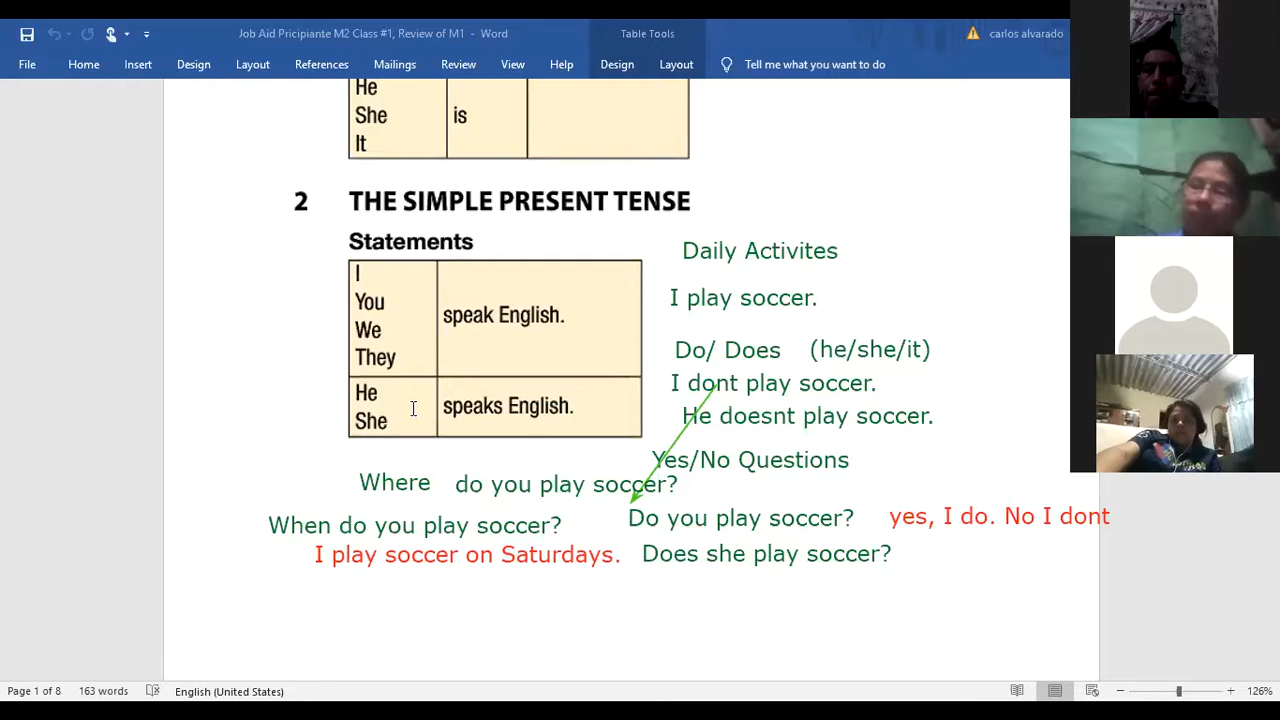 Job Aid Pricipiante M2 Class #1, Review of M1 - Word
Table Tools
carlos alvarado
File Home Insert Design Layout References Mailings Review View Help Design Layout Tell me what you want to do
He
She
It
is
2 THE SIMPLE PRESENT TENSE
Statements
I
You
We
They
speak English.
He
She
speaks English.
Daily Activites
I play soccer.
Do/ Does (he/she/it)
I dont play soccer.
He doesnt play soccer.
Yes/No Questions
Where do you play soccer?
When do you play soccer?
Do you play soccer? yes, I do. No I dont
I play soccer on Saturdays.
Does she play soccer?
Page 1 of 8 163 words English (United States) 126%